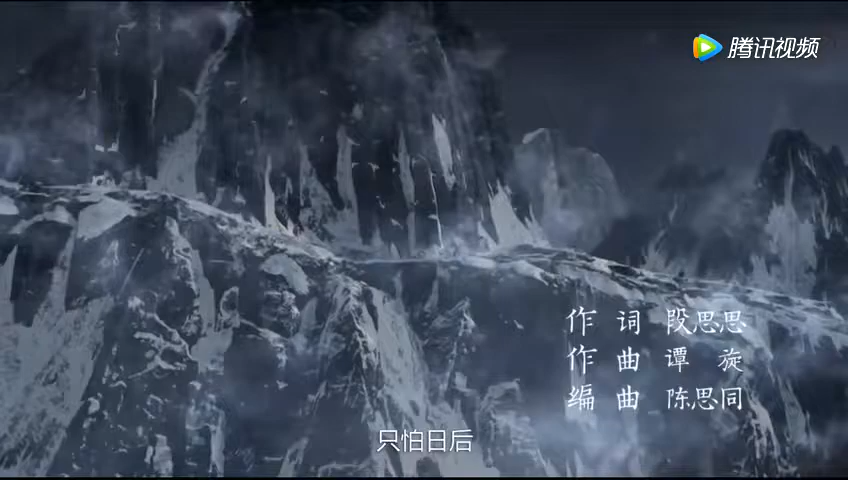 腾讯视频
作 词 段思思
作 曲 谭 旋
编 曲 陈思同
只怕日后